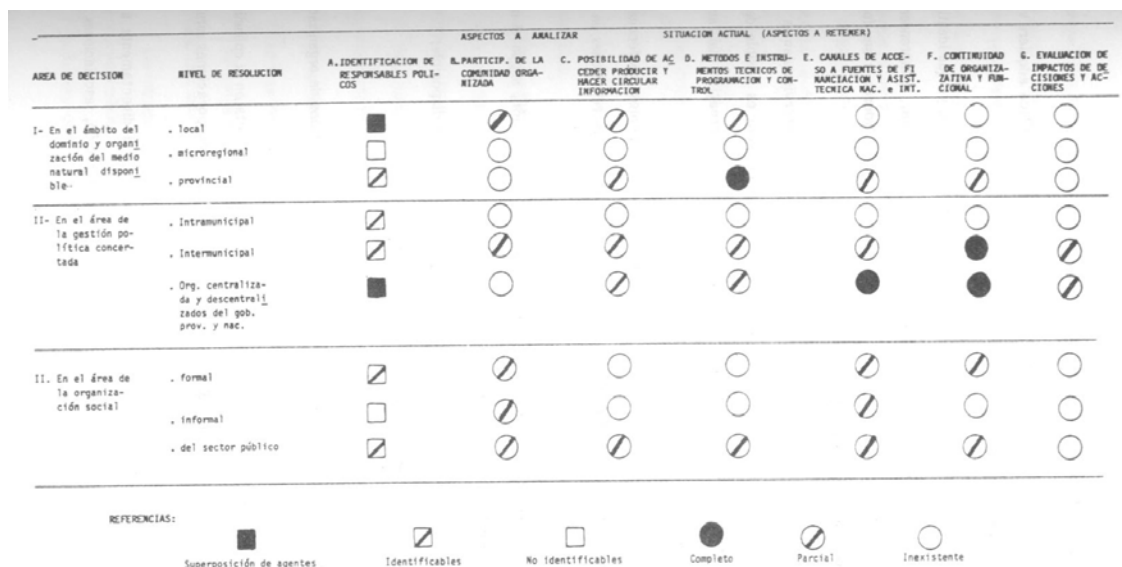 ASPECTOS A ANALIZAR SITUACION ACTUAL (ASPECTOS A RETENER)
AREA DE DECISION
NIVEL DE RESOLUCION
A. IDENTIFICACION DE
RESPONSABLES POLI-
COS
B. PARTICIP. DE LA
COMUNIDAD ORGA-
NIZADA
C. POSIBILIDAD DE AC
CEDER PRODUCIR Y
HACER CIRCULAR
INFORMACION
D. METODOS E INSTRU-
MENTOS TECNICOS DE
PROGRAMACION Y CON-
TROL
E. CANALES DE ACCE-
SO A FUENTES DE FI
NANCIACION Y ASIST.
TECNICA NAC. e INT.
F. CONTINUIDAD
DE ORGANIZA-
ZATIVA Y FUN-
CIONAL
G. EVALUACION DE
IMPACTOS DE DE
CISIONES Y AC-
CIONES
I- En el ámbito del
dominio y organi
zación del medio
natural disponi
ble-
. local
. microregional
. provincial
II- En el área de
la gestión po-
lítica concer-
tada
. Intramunicipal
. Intermunicipal
. Org. centraliza-
da y descentrali
zados del gob.
prov. y nac.
II. En el área de
la organiza-
ción social
. formal
. informal
. del sector público
REFERENCIAS:
Superposición de agentes Identificables No identificables Completo Parcial Inexistente